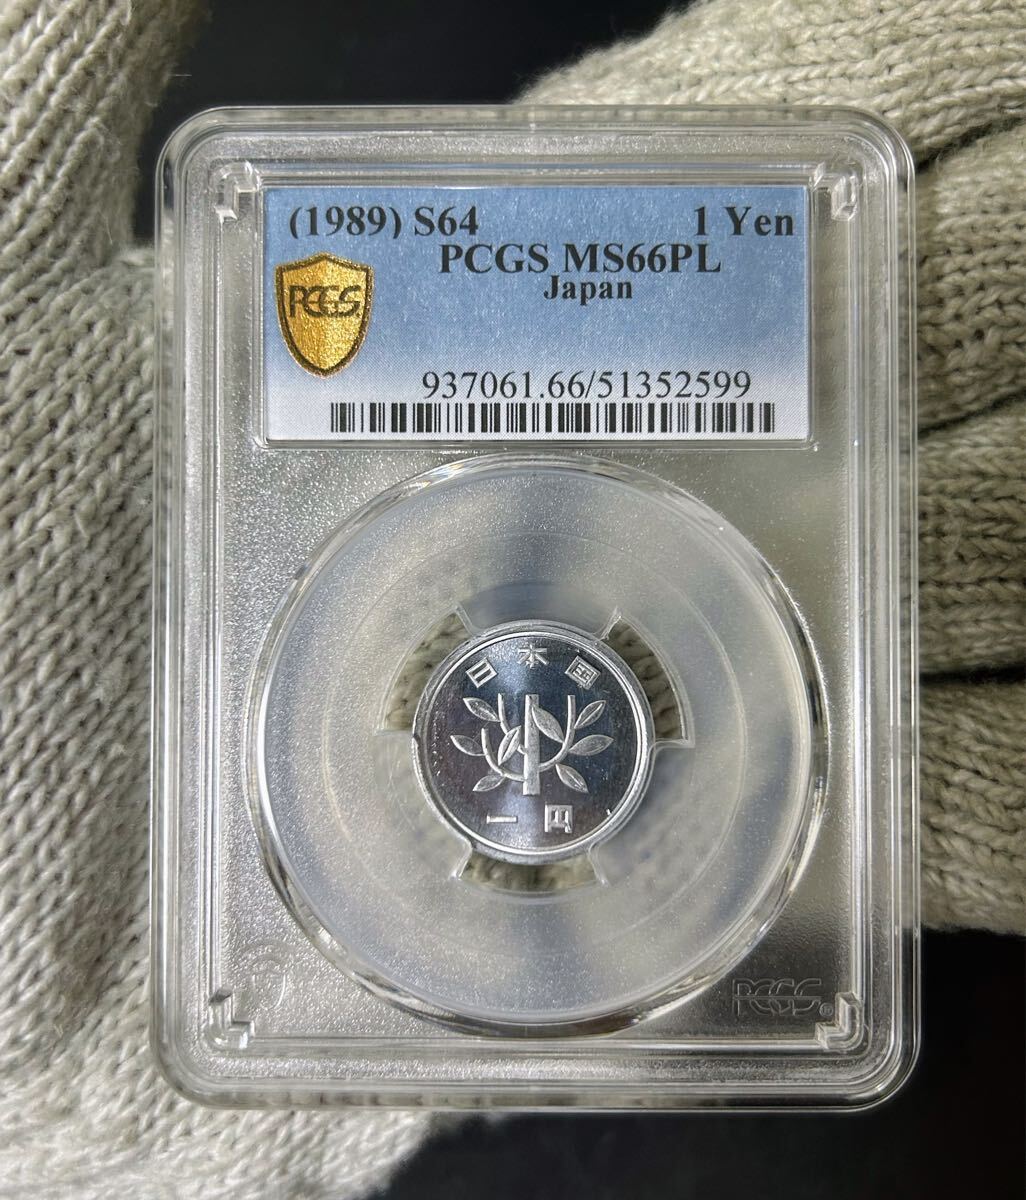 (1989) S64 1 Yen
PCGS MS66PL
Japan
PCGS
937061.66/51352599
日本国
一円
PCGS®